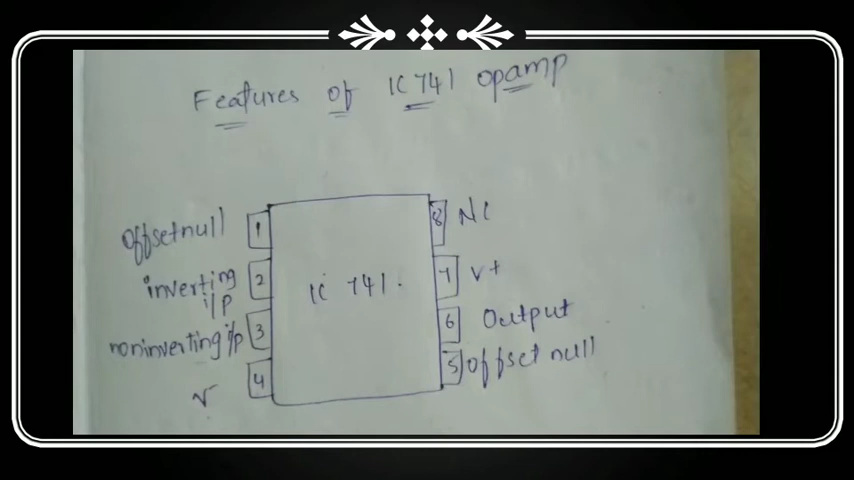 Features of IC 741 opamp
offsetnull 1
8 NC
inverting i/p 2
7 V+
IC 741.
noninverting i/p 3
6 Output
V- 4
5 Offset null